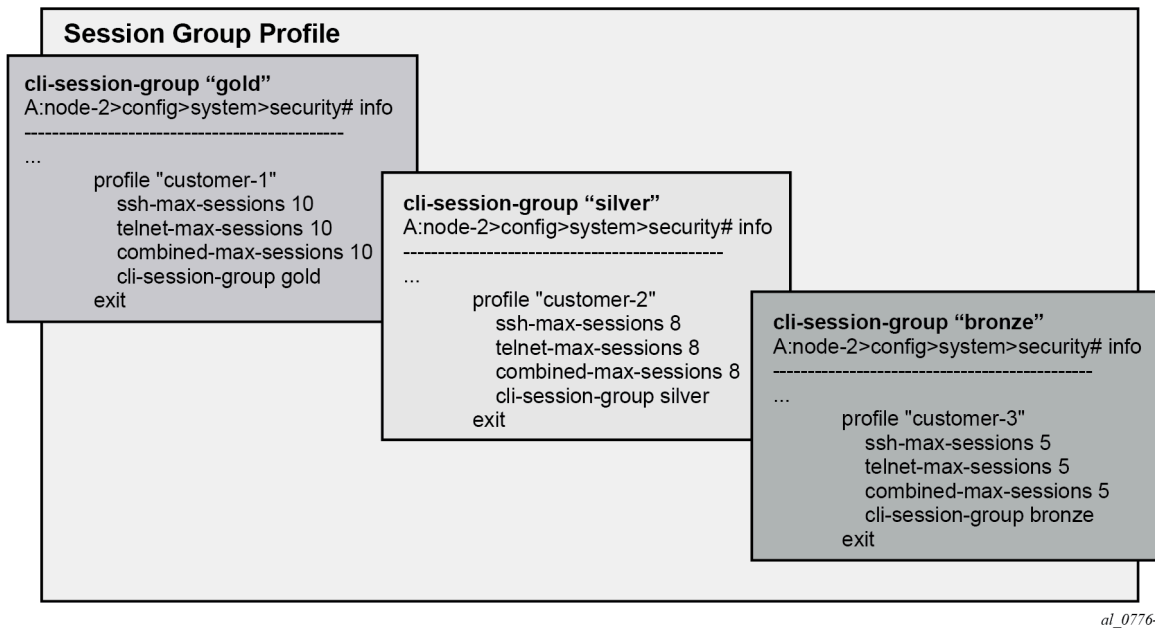 Session Group Profile
cli-session-group “gold”
A:node-2>config>system>security# info
----------------------------------------------
...
profile "customer-1"
ssh-max-sessions 10
telnet-max-sessions 10
combined-max-sessions 10
cli-session-group gold
exit
cli-session-group “silver”
A:node-2>config>system>security# info
----------------------------------------------
...
profile "customer-2"
ssh-max-sessions 8
telnet-max-sessions 8
combined-max-sessions 8
cli-session-group silver
exit
cli-session-group “bronze”
A:node-2>config>system>security# info
----------------------------------------------
...
profile "customer-3"
ssh-max-sessions 5
telnet-max-sessions 5
combined-max-sessions 5
cli-session-group bronze
exit
al_0776